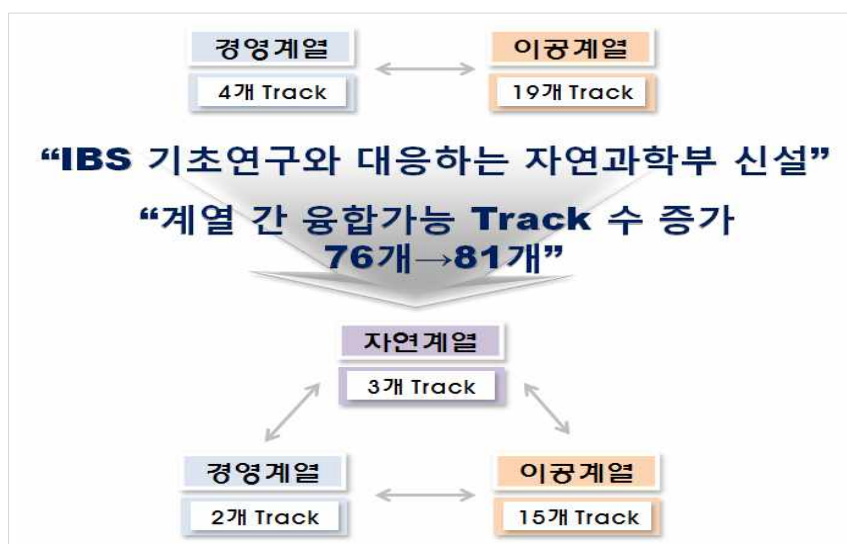 경영계열 이공계열
4개 Track 19개 Track
“IBS 기초연구와 대응하는 자연과학부 신설”
“계열 간 융합가능 Track 수 증가
76개→81개”
자연계열
3개 Track
경영계열 이공계열
2개 Track 15개 Track